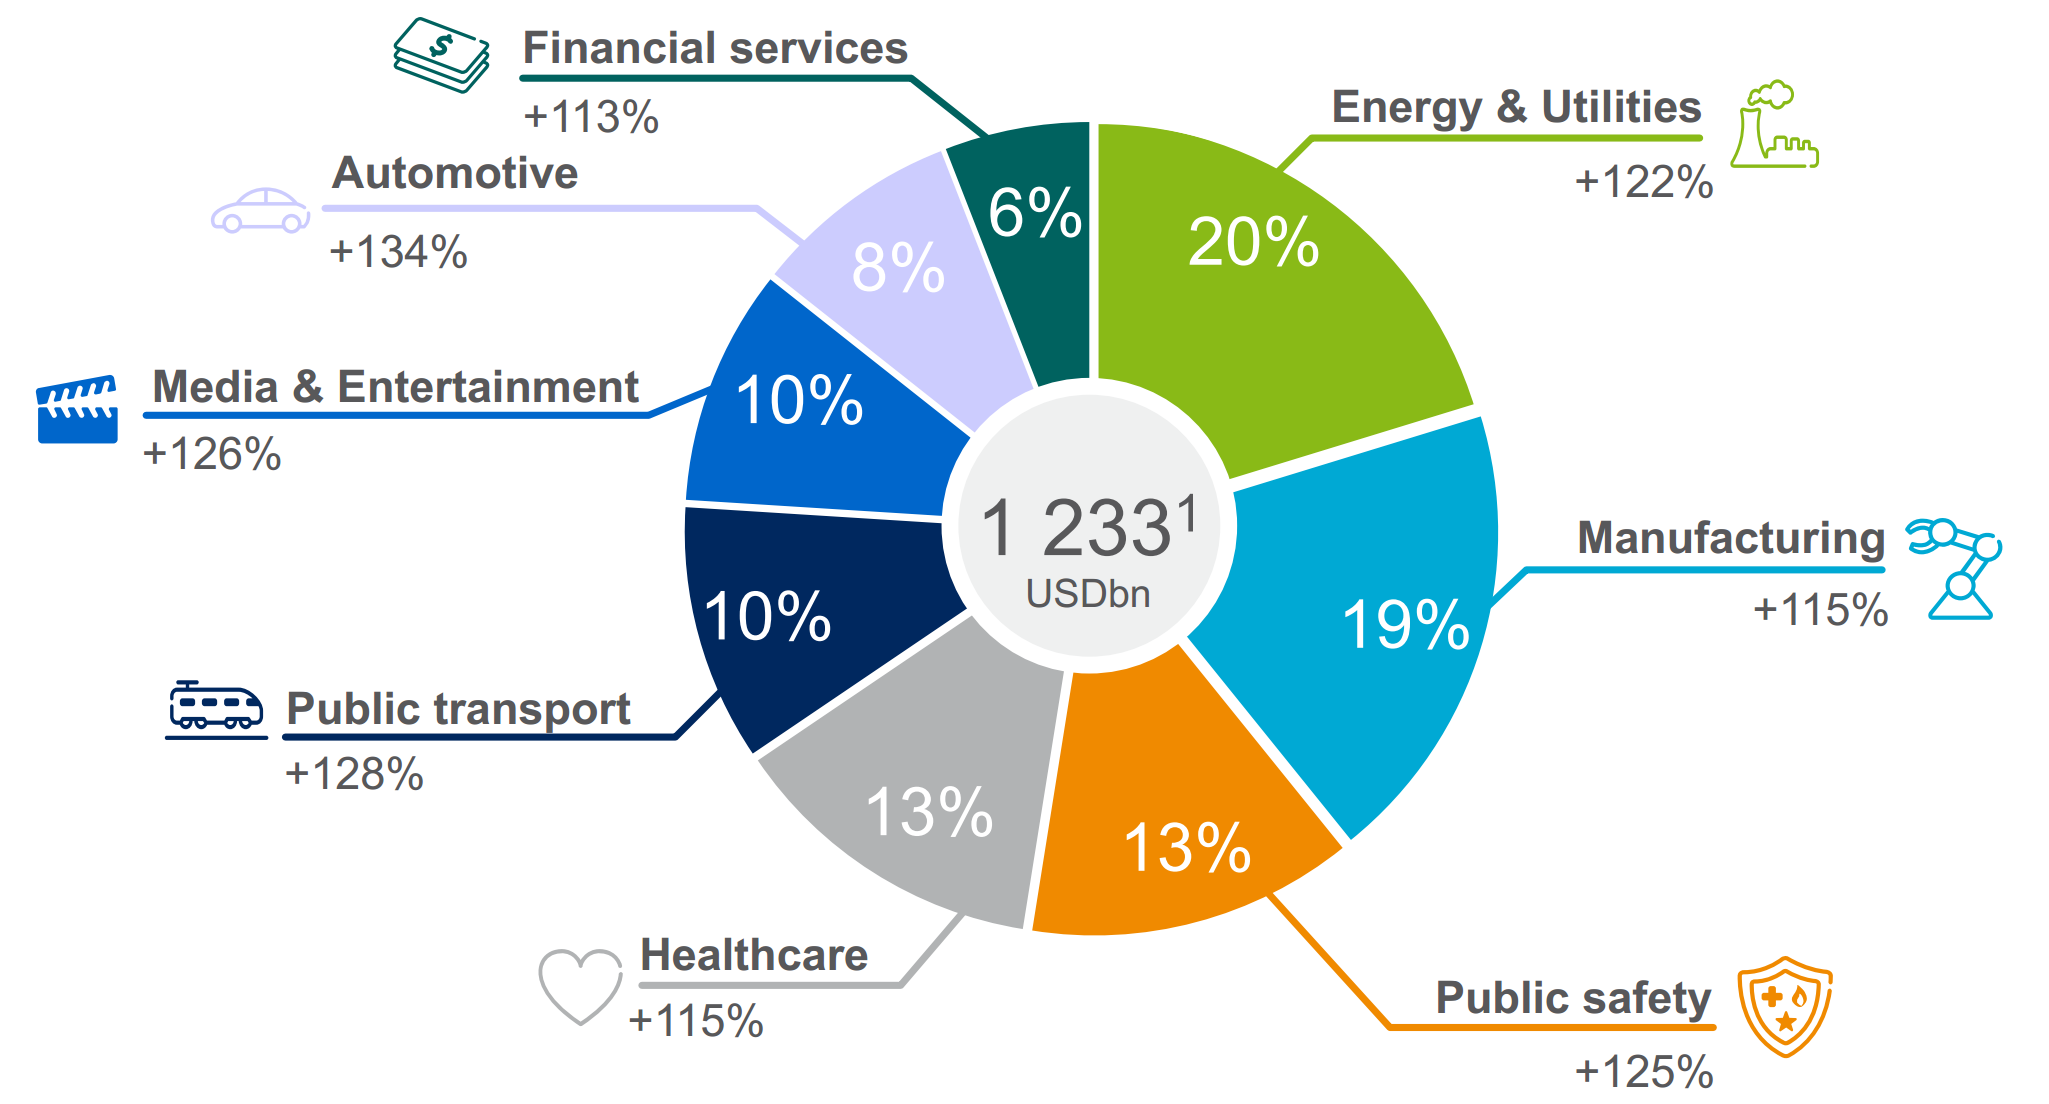 Financial services
+113%
Energy & Utilities
+122%
Automotive
+134%
6%
20%
8%
Media & Entertainment
+126%
10%
1 233¹
USDbn
Manufacturing
+115%
19%
10%
Public transport
+128%
13%
13%
Healthcare
+115%
Public safety
+125%
$